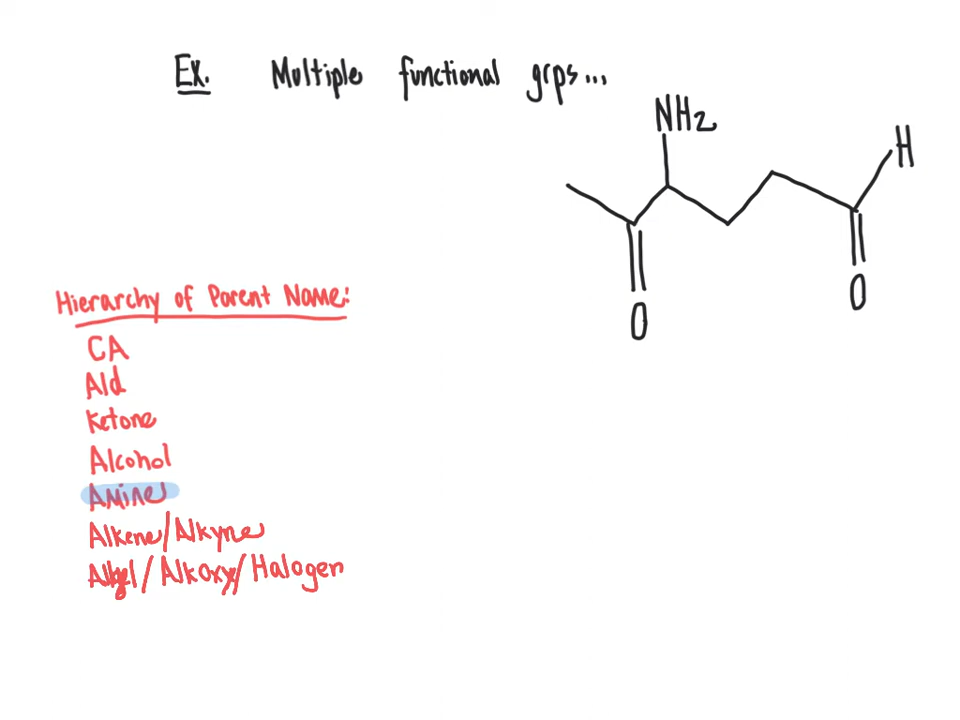 Ex. Multiple functional grps...
NH2
H
O
O
Hierarchy of Parent Name:
CA
Ald
Ketone
Alcohol
Amine
Alkene/Alkyne
Alkyl/Alkoxy/Halogen